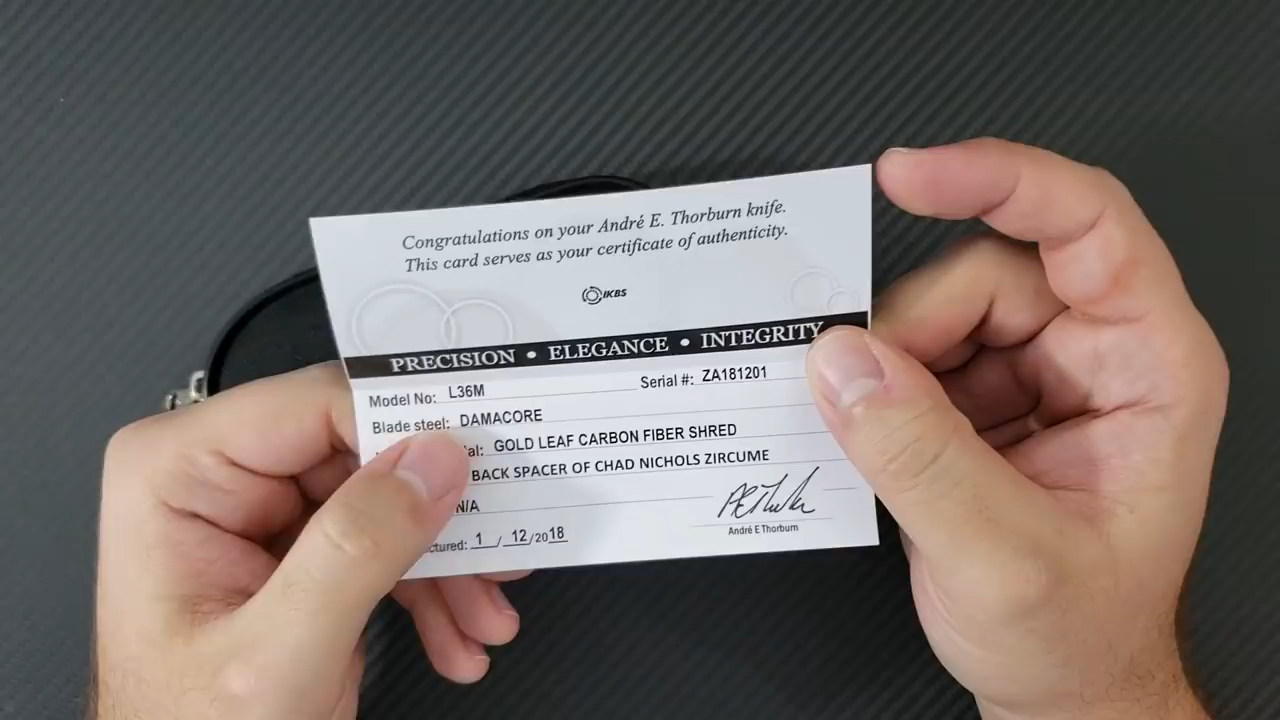 Congratulations on your André E. Thorburn knife.
This card serves as your certificate of authenticity.
IKBS
PRECISION • ELEGANCE • INTEGRITY
Model No: L36M Serial #: ZA181201
Blade steel: DAMACORE
GOLD LEAF CARBON FIBER SHRED
BACK SPACER OF CHAD NICHOLS ZIRCUME
N/A
1 / 12 /2018
André E Thorburn